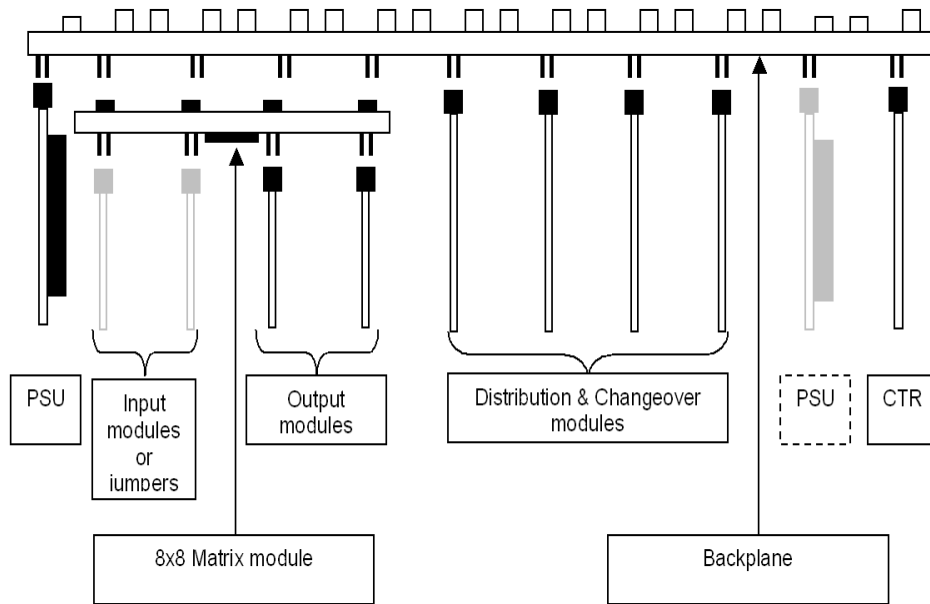 PSU
Input
modules
or
jumpers
Output
modules
Distribution & Changeover
modules
PSU
CTR
8x8 Matrix module
Backplane